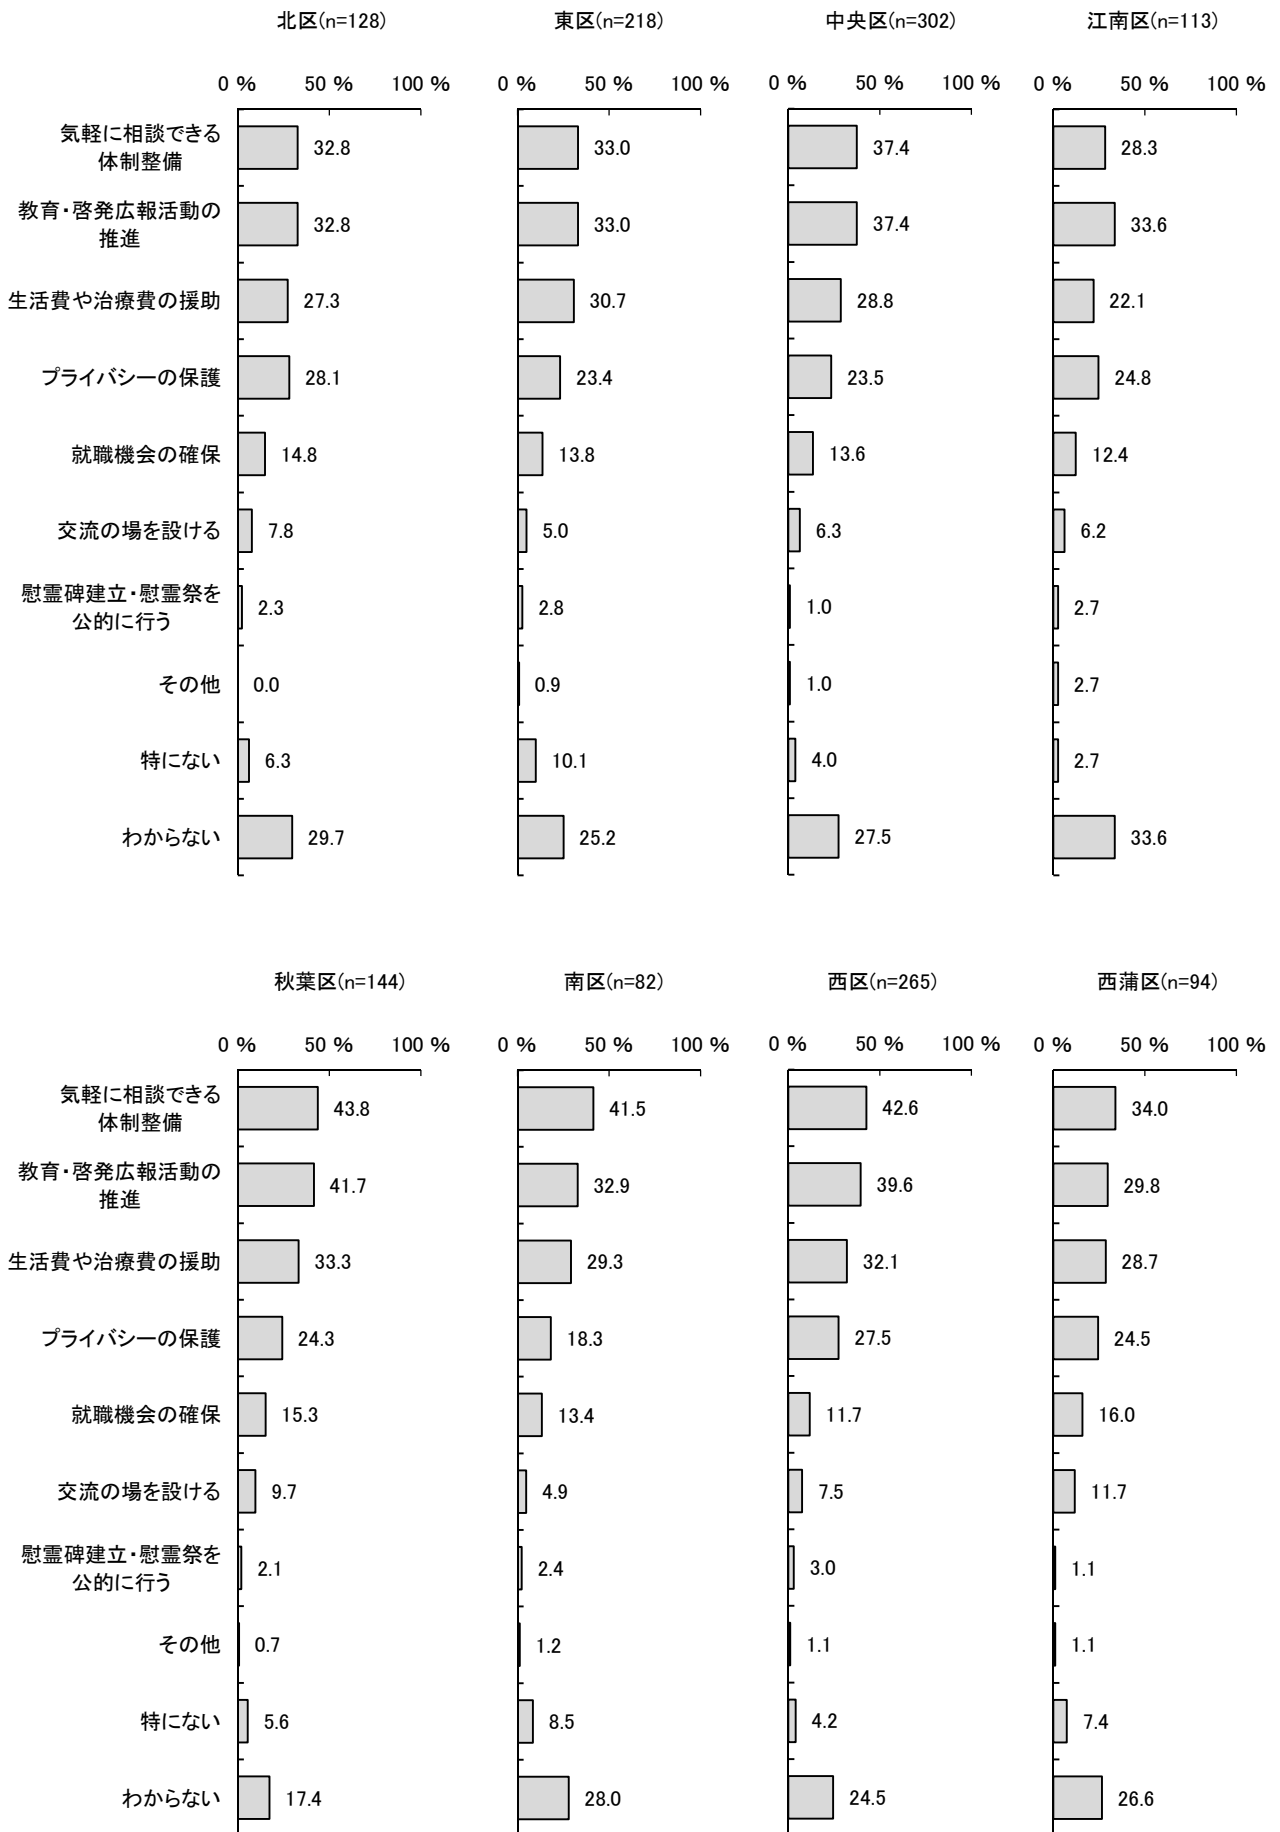 北区(n=128) 東区(n=218) 中央区(n=302) 江南区(n=113)
0 % 50 % 100 % 0 % 50 % 100 % 0 % 50 % 100 % 0 % 50 % 100 %
気軽に相談できる
体制整備
32.8 33.0 37.4 28.3
教育・啓発広報活動の
推進
32.8 33.0 37.4 33.6
生活費や治療費の援助 27.3 30.7 28.8 22.1
プライバシーの保護 28.1 23.4 23.5 24.8
就職機会の確保 14.8 13.8 13.6 12.4
交流の場を設ける 7.8 5.0 6.3 6.2
慰霊碑建立・慰霊祭を
公的に行う
2.3 2.8 1.0 2.7
その他 0.0 0.9 1.0 2.7
特にない 6.3 10.1 4.0 2.7
わからない 29.7 25.2 27.5 33.6
秋葉区(n=144) 南区(n=82) 西区(n=265) 西蒲区(n=94)
0 % 50 % 100 % 0 % 50 % 100 % 0 % 50 % 100 % 0 % 50 % 100 %
気軽に相談できる
体制整備
43.8 41.5 42.6 34.0
教育・啓発広報活動の
推進
41.7 32.9 39.6 29.8
生活費や治療費の援助 33.3 29.3 32.1 28.7
プライバシーの保護 24.3 18.3 27.5 24.5
就職機会の確保 15.3 13.4 11.7 16.0
交流の場を設ける 9.7 4.9 7.5 11.7
慰霊碑建立・慰霊祭を
公的に行う
2.1 2.4 3.0 1.1
その他 0.7 1.2 1.1 1.1
特にない 5.6 8.5 4.2 7.4
わからない 17.4 28.0 24.5 26.6